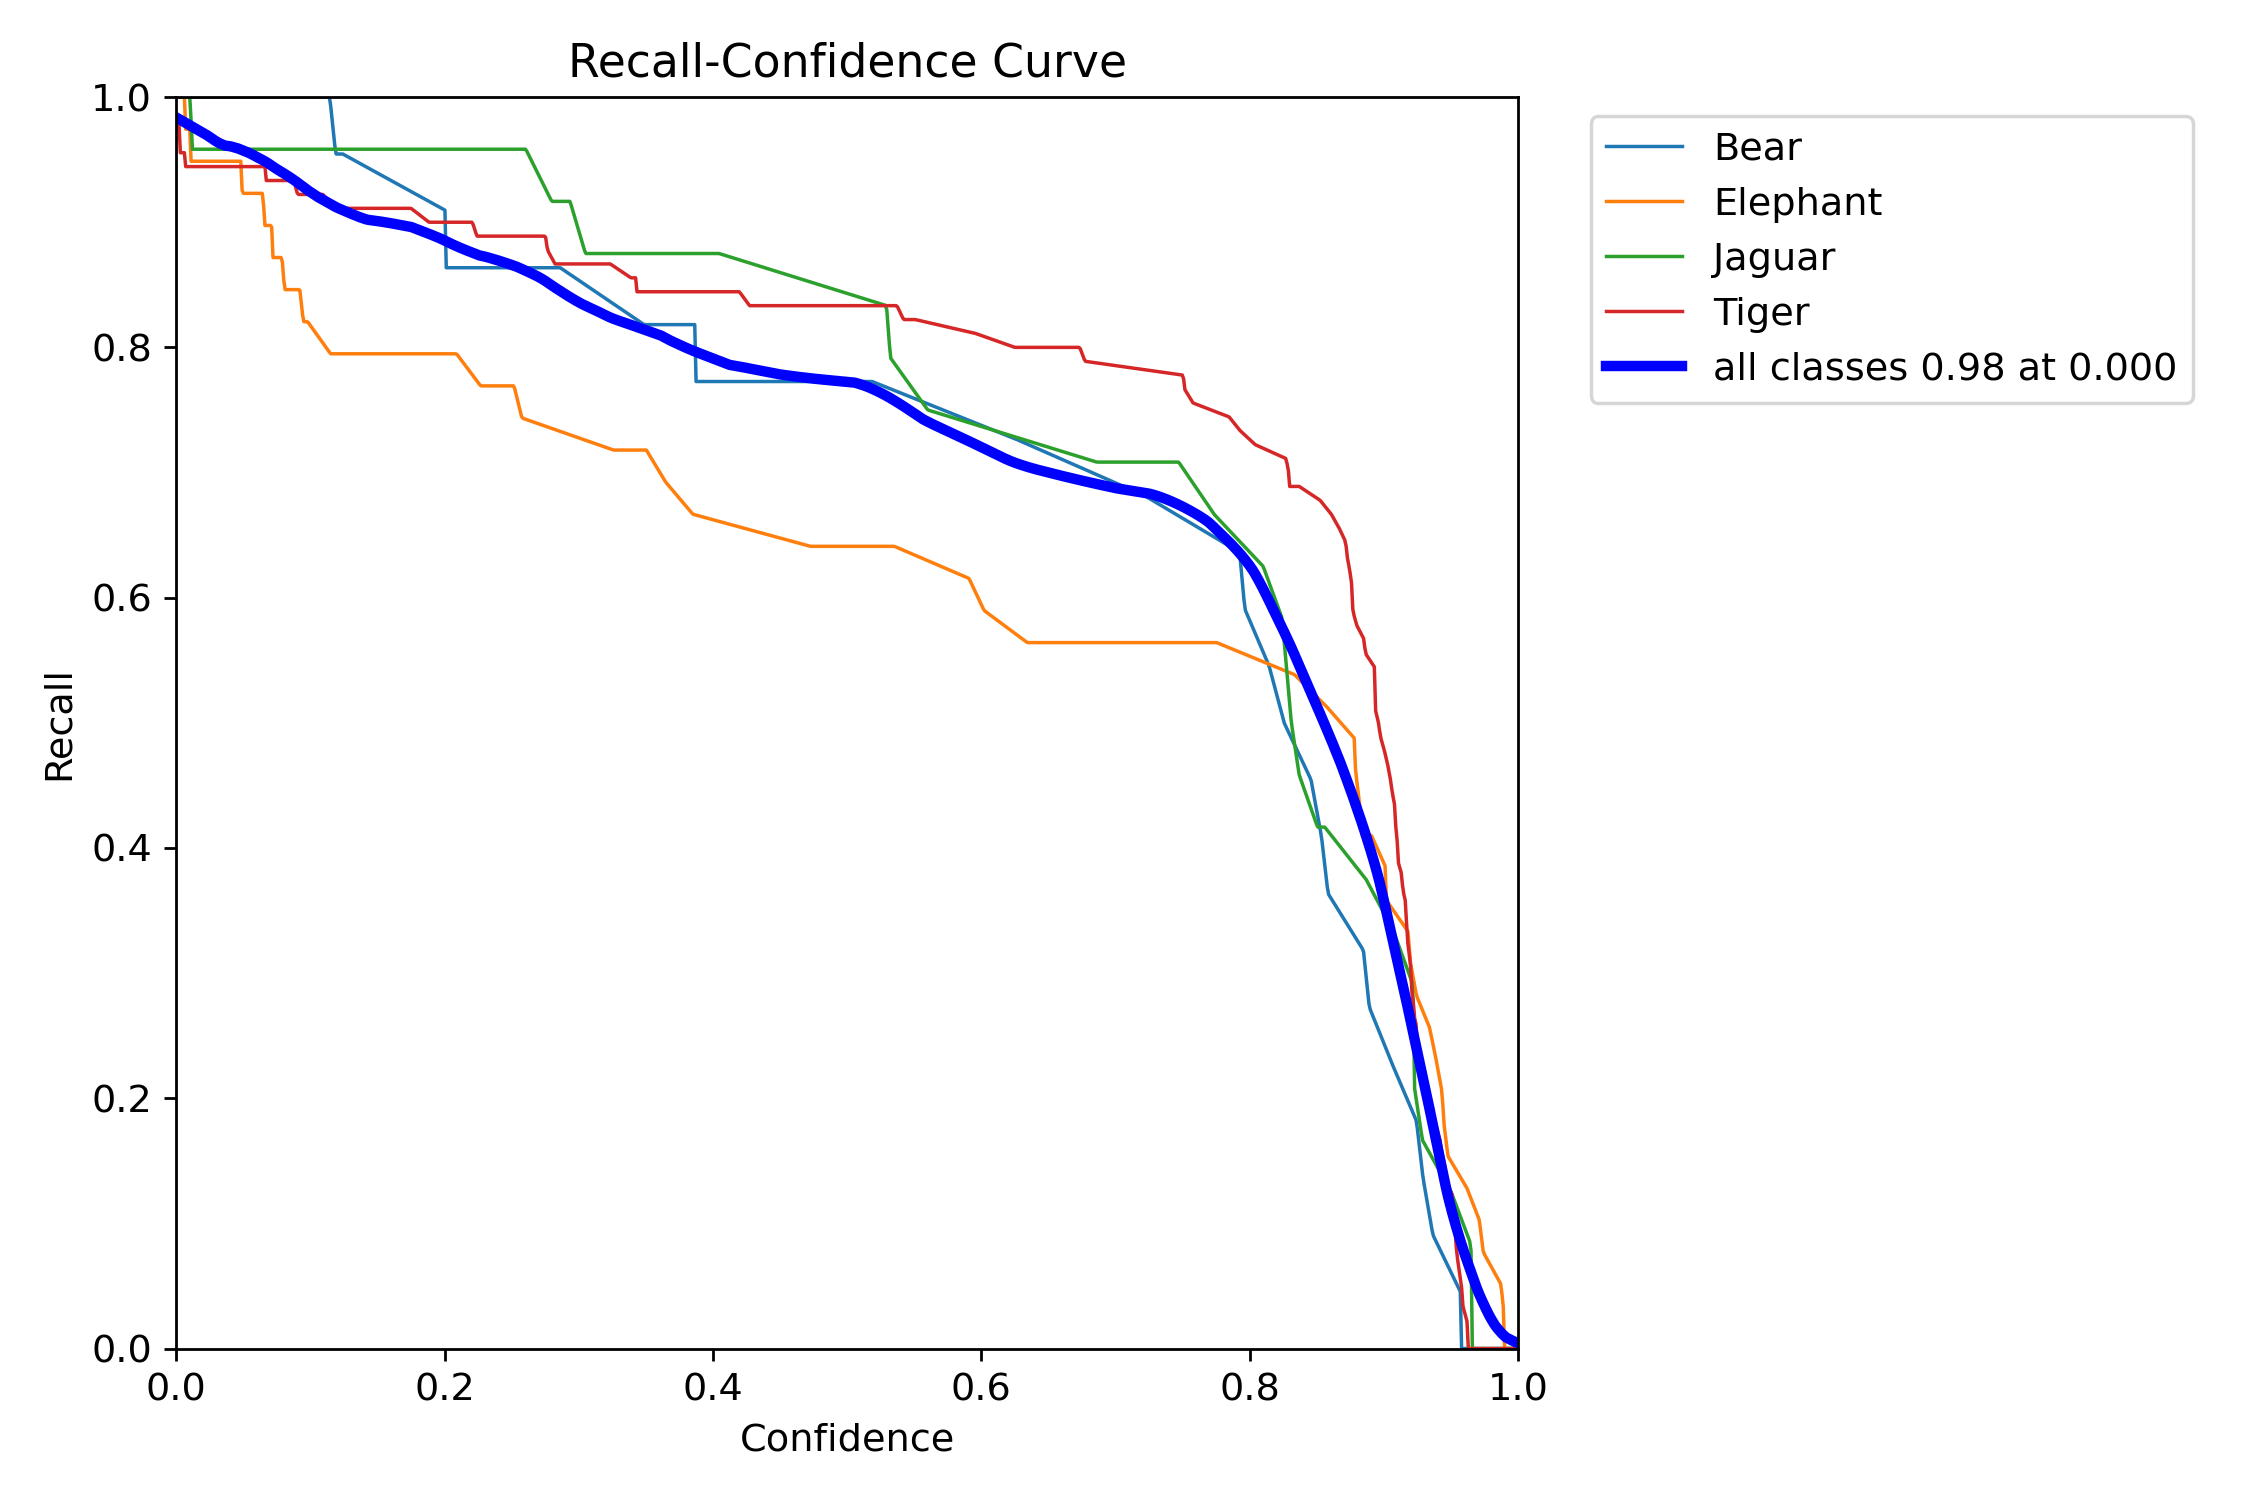 Recall-Confidence Curve
1.0
0.8
0.6
0.4
0.2
0.0
Recall
0.0 0.2 0.4 0.6 0.8 1.0
Confidence
Bear
Elephant
Jaguar
Tiger
all classes 0.98 at 0.000